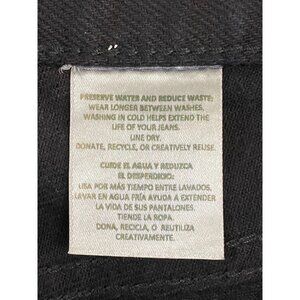 PRESERVE WATER AND REDUCE WASTE:
WEAR LONGER BETWEEN WASHES.
WASHING IN COLD HELPS EXTEND THE
LIFE OF YOUR JEANS.
LINE DRY.
DONATE, RECYCLE, OR CREATIVELY REUSE.
CUIDE EL AGUA Y REDUZCA
EL DESPERDICIO:
USA POR MÁS TIEMPO ENTRE LAVADOS.
LAVAR EN AGUA FRÍA AYUDA A EXTENDER
LA VIDA DE SUS PANTALONES.
TIENDE LA ROPA.
DONA, RECICLA, O REUTILIZA
CREATIVAMENTE.